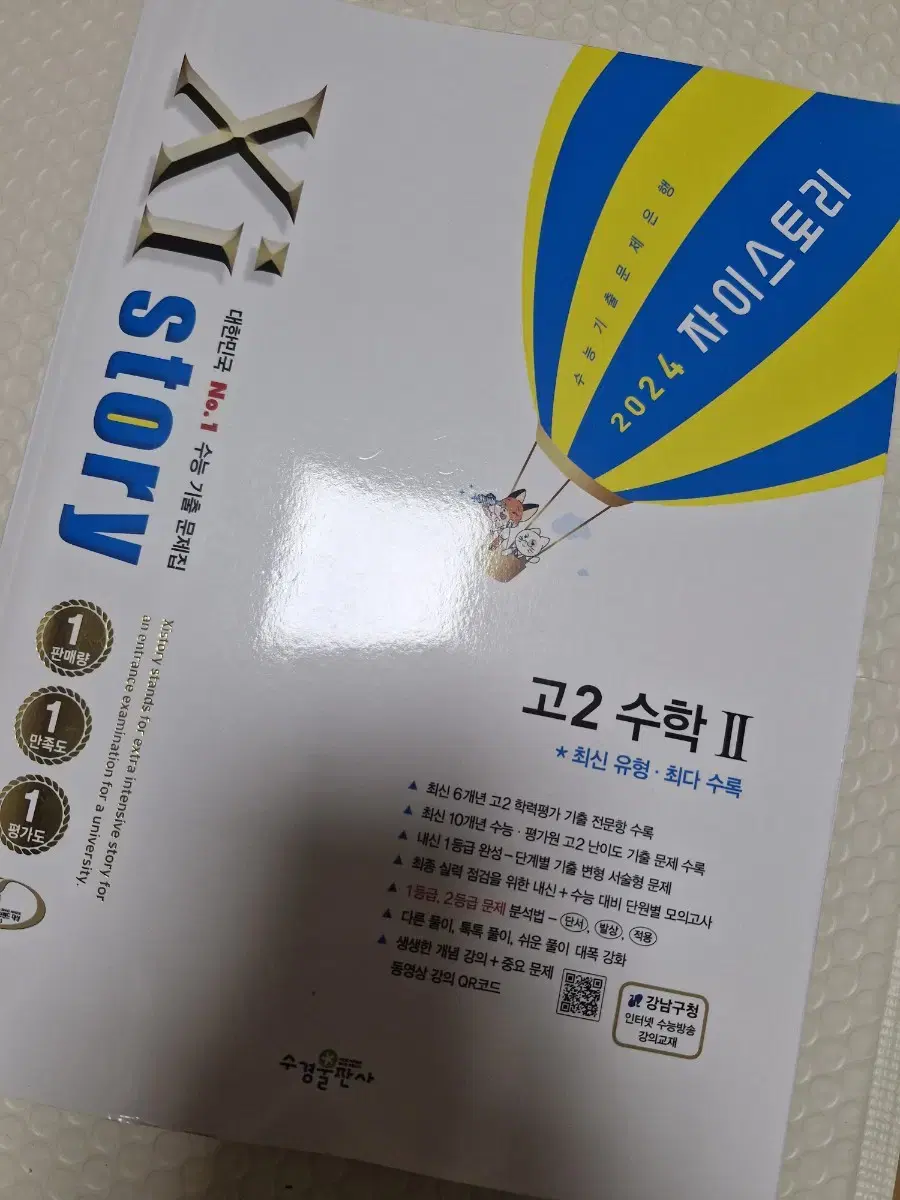 Xi
story
대한민국 No.1 수능 기출 문제집
Xistory stands for extra intensive story for
an entrance examination for a university.
1
판매량
1
만족도
1
평가도
수능기출문제은행
2024 자이스토리
고2 수학 Ⅱ
* 최신 유형 · 최다 수록
▲ 최신 6개년 고2 학력평가 기출 전문항 수록
▲ 최신 10개년 수능 · 평가원 고2 난이도 기출 문제 수록
▲ 내신 1등급 완성 – 단계별 기출 변형 서술형 문제
▲ 최종 실력 점검을 위한 내신 + 수능 대비 단원별 모의고사
▲ 1등급, 2등급 문제 분석법 – 단서, 발상, 적용
▲ 다른 풀이, 톡톡 풀이, 쉬운 풀이 대폭 강화
▲ 생생한 개념 강의 + 중요 문제
동영상 강의 QR코드
강남구청
인터넷 수능방송
강의교재
수경출판사